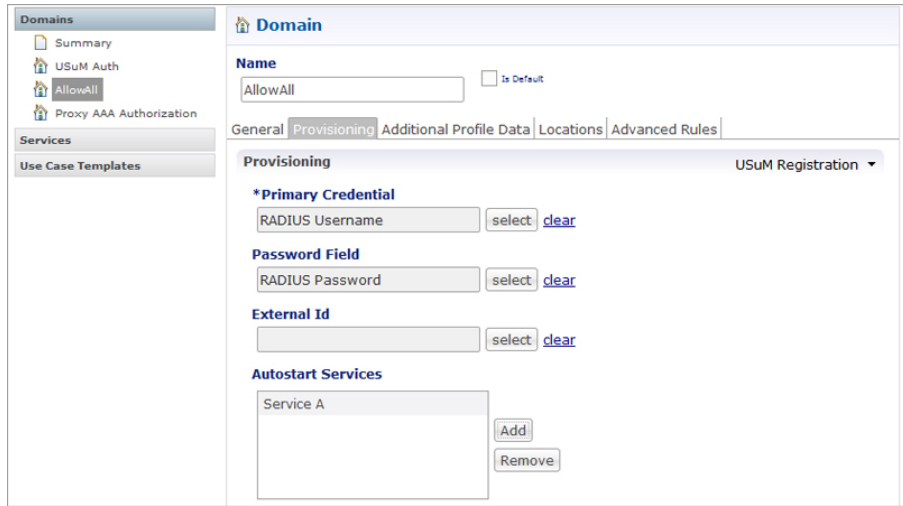 Domains
Summary
USuM Auth
AllowAll
Proxy AAA Authorization
Services
Use Case Templates
Domain
Name
AllowAll
Is Default
General Provisioning Additional Profile Data Locations Advanced Rules
Provisioning USuM Registration
*Primary Credential
RADIUS Username select clear
Password Field
RADIUS Password select clear
External Id
select clear
Autostart Services
Service A
Add
Remove